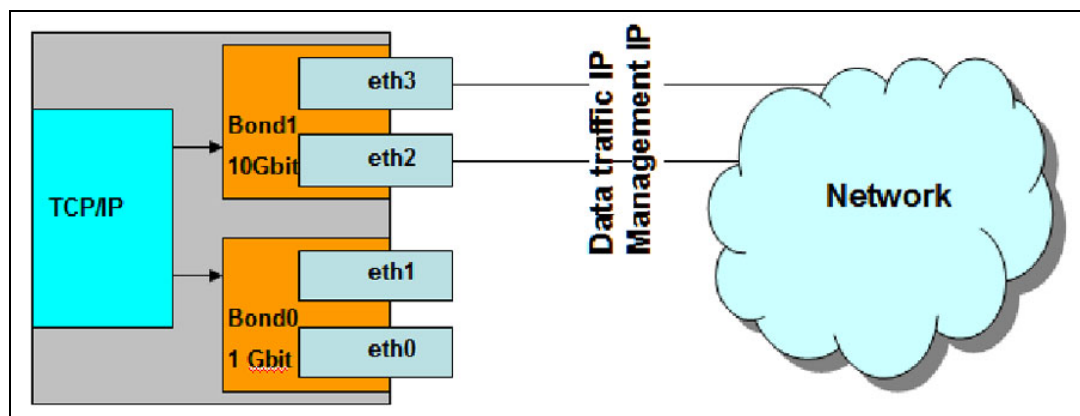 eth3
Bond1
10Gbit
eth2
TCP/IP
eth1
Bond0
1 Gbit
eth0
Data traffic IP
Management IP
Network